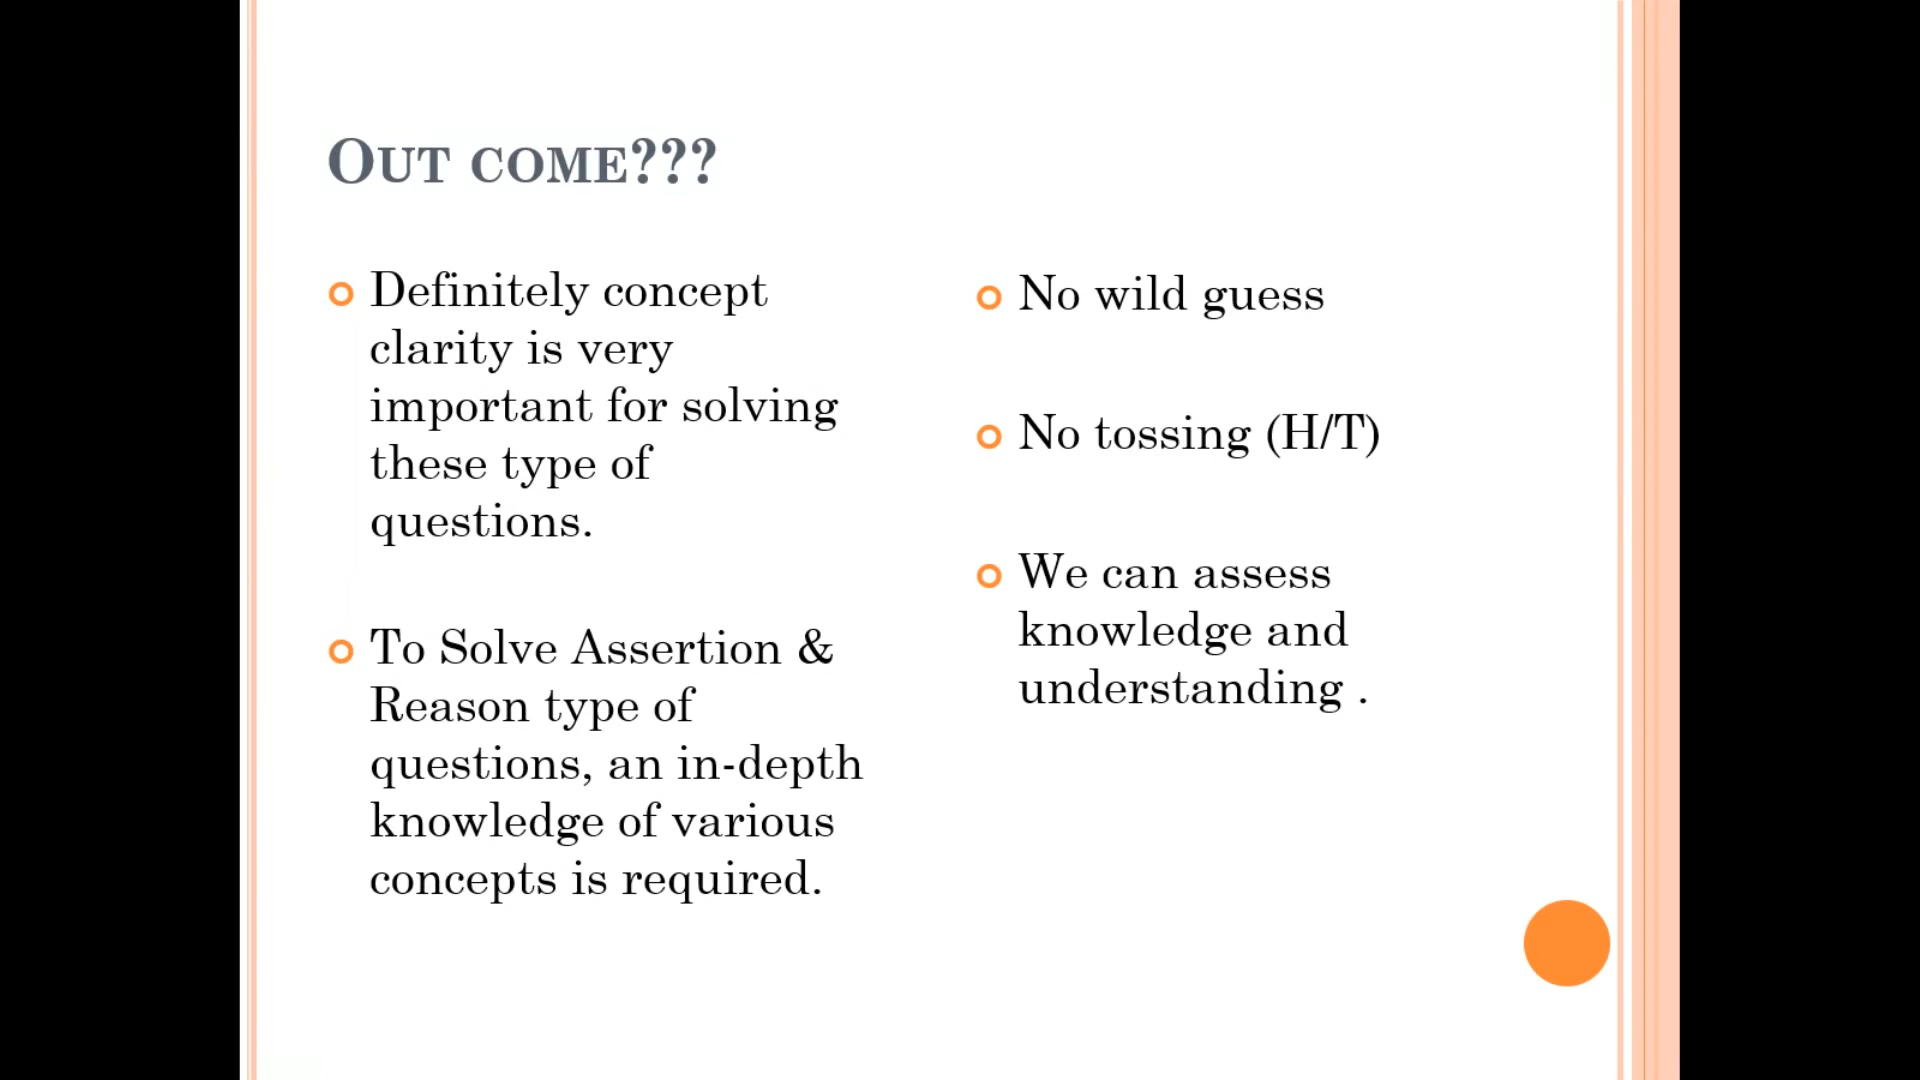 OUT COME???
Definitely concept
clarity is very
important for solving
these type of
questions.
To Solve Assertion &
Reason type of
questions, an in-depth
knowledge of various
concepts is required.
No wild guess
No tossing (H/T)
We can assess
knowledge and
understanding .